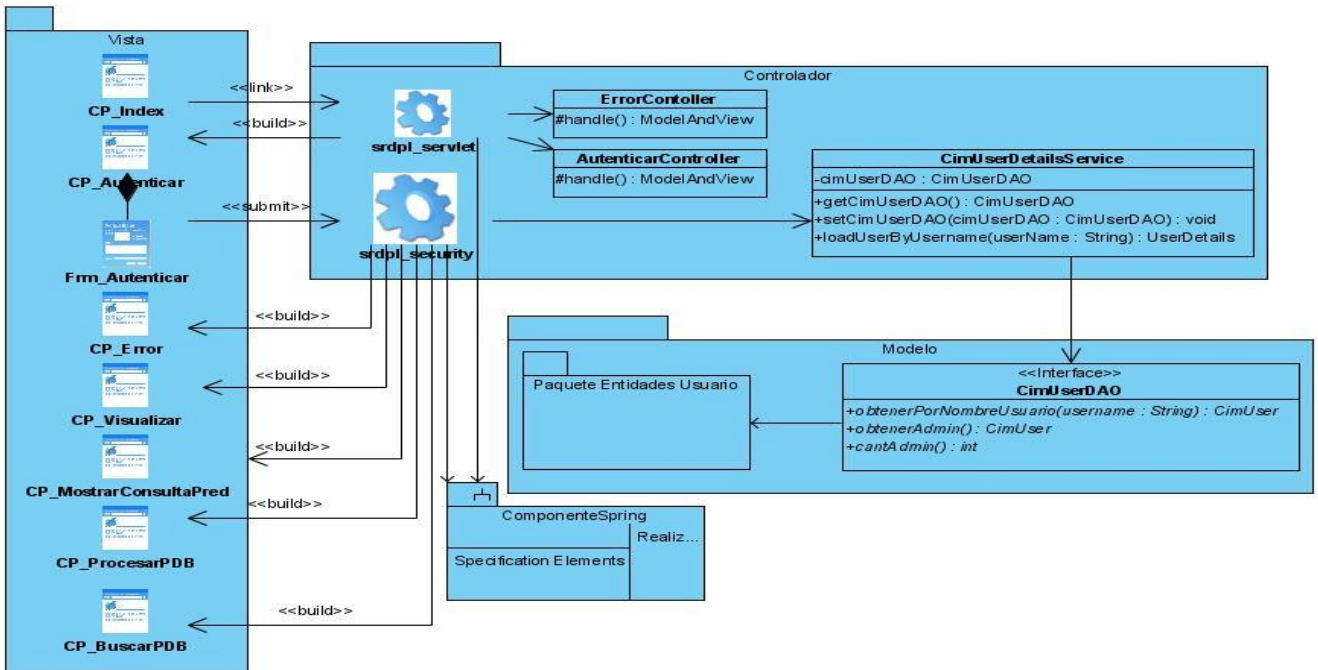 Vista
CP_Index
CP_Autenticar
Frm_Autenticar
CP_Error
CP_Visualizar
CP_MostrarConsultaPred
CP_ProcesarPDB
CP_BuscarPDB
<<link>>
<<build>>
<<submit>>
<<build>>
<<build>>
<<build>>
<<build>>
<<build>>
Controlador
srdpl_servlet
srdpl_security
ErrorContoller
#handle() : ModelAndView
AutenticarController
#handle() : ModelAndView
CimUserDetailsService
-cimUserDAO : CimUserDAO
+getCimUserDAO() : CimUserDAO
+setCimUserDAO(cimUserDAO : CimUserDAO) : void
+loadUserByUsername(userName : String) : UserDetails
Modelo
Paquete Entidades Usuario
<<Interface>>
CimUserDAO
+obtenerPorNombreUsuario(username : String) : CimUser
+obtenerAdmin() : CimUser
+cantAdmin() : int
ComponenteSpring
Realiz...
Specification Elements